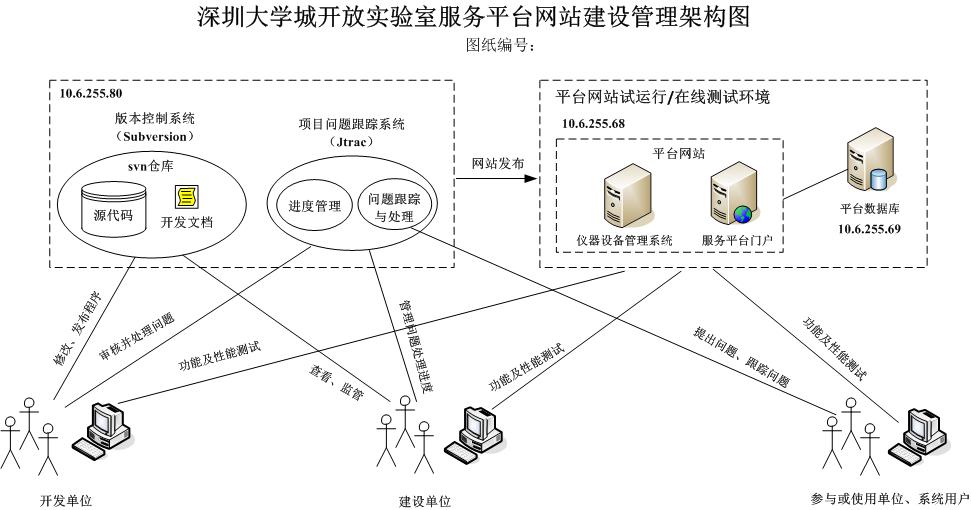 深圳大学城开放实验室服务平台网站建设管理架构图
图纸编号：
10.6.255.80
版本控制系统
（Subversion）
svn仓库
源代码
开发文档
项目问题跟踪系统
（Jtrac）
进度管理
问题跟踪
与处理
网站发布
平台网站试运行/在线测试环境
10.6.255.68
平台网站
仪器设备管理系统
服务平台门户
平台数据库
10.6.255.69
修改、发布程序
审核并处理问题
功能及性能测试
查看、监管
管理问题处理进度
功能及性能测试
提出问题、跟踪问题
功能及性能测试
开发单位
建设单位
参与或使用单位、系统用户